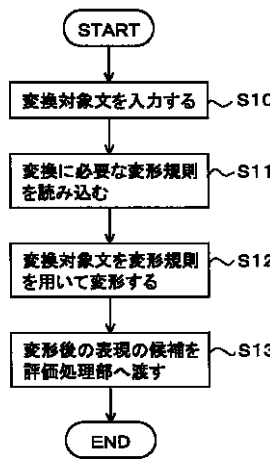 START
変換対象文を入力する
S10
変換に必要な変形規則
を読み込む
S11
変換対象文を変形規則
を用いて変形する
S12
変形後の表現の候補を
評価処理部へ渡す
S13
END